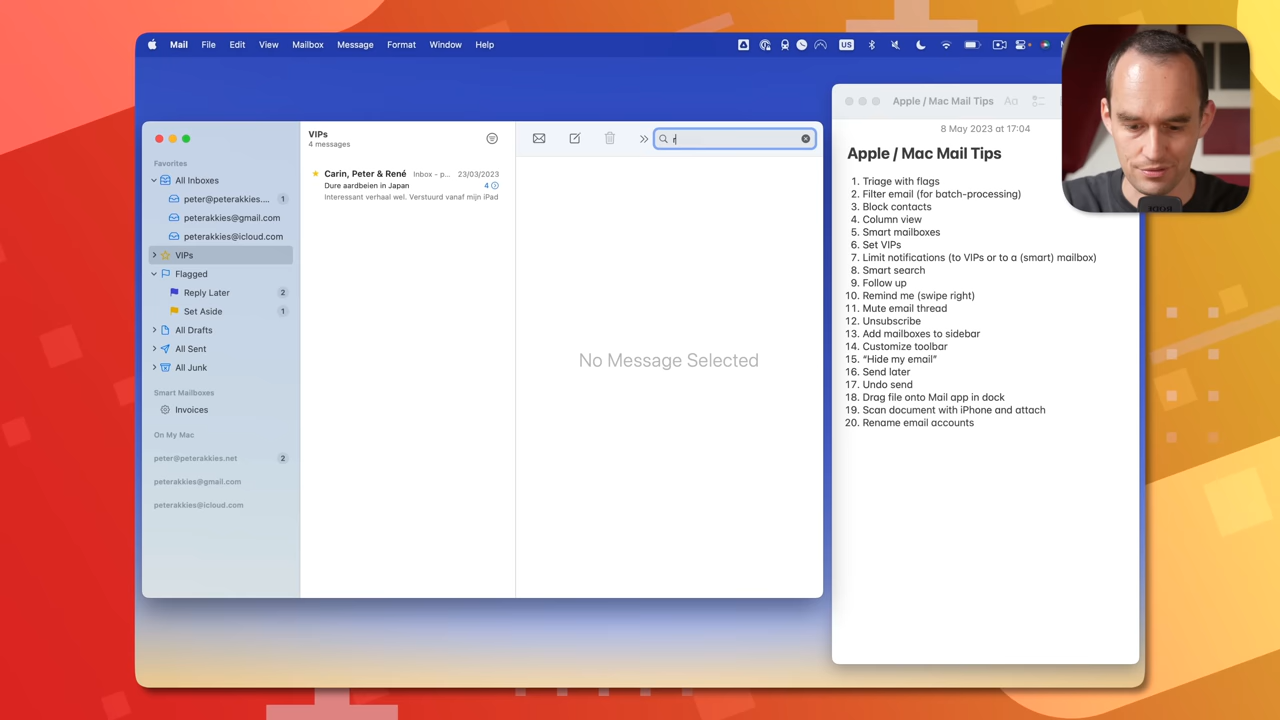 Mail File Edit View Mailbox Message Format Window Help
US
VIPs
4 messages
r
Favorites
All Inboxes
peter@peterakkies.... 1
peterakkies@gmail.com
peterakkies@icloud.com
VIPs
Flagged
Reply Later 2
Set Aside 1
All Drafts
All Sent
All Junk
Smart Mailboxes
Invoices
On My Mac
peter@peterakkies.net 2
peterakkies@gmail.com
peterakkies@icloud.com
Carin, Peter & René Inbox - p... 23/03/2023
Dure aardbeien in Japan 4
Interessant verhaal wel. Verstuurd vanaf mijn iPad
No Message Selected
Apple / Mac Mail Tips Aa
8 May 2023 at 17:04
Apple / Mac Mail Tips
1. Triage with flags
2. Filter email (for batch-processing)
3. Block contacts
4. Column view
5. Smart mailboxes
6. Set VIPs
7. Limit notifications (to VIPs or to a (smart) mailbox)
8. Smart search
9. Follow up
10. Remind me (swipe right)
11. Mute email thread
12. Unsubscribe
13. Add mailboxes to sidebar
14. Customize toolbar
15. “Hide my email”
16. Send later
17. Undo send
18. Drag file onto Mail app in dock
19. Scan document with iPhone and attach
20. Rename email accounts